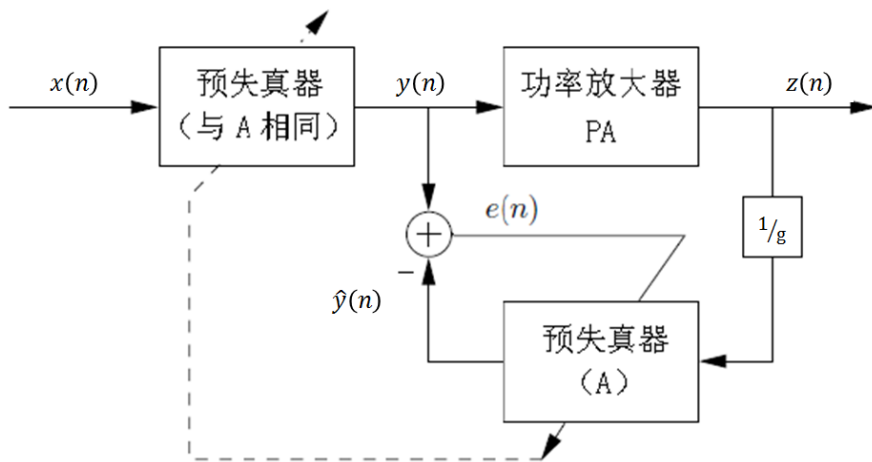 x(n)
预失真器
（与 A 相同）
y(n)
功率放大器
PA
z(n)
+
e(n)
1/g
−
ŷ(n)
预失真器
（A）